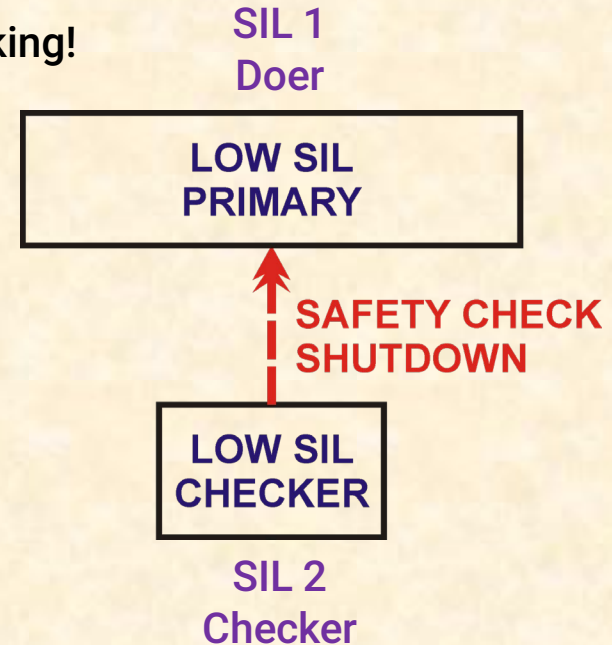 king!
SIL 1
Doer
LOW SIL
PRIMARY
SAFETY CHECK
SHUTDOWN
LOW SIL
CHECKER
SIL 2
Checker